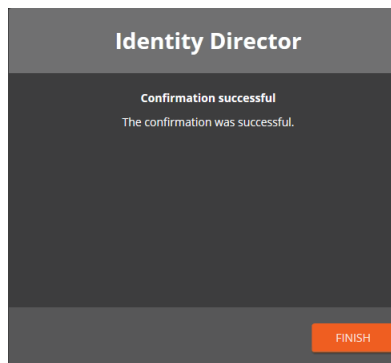 Identity Director
Confirmation successful
The confirmation was successful.
FINISH